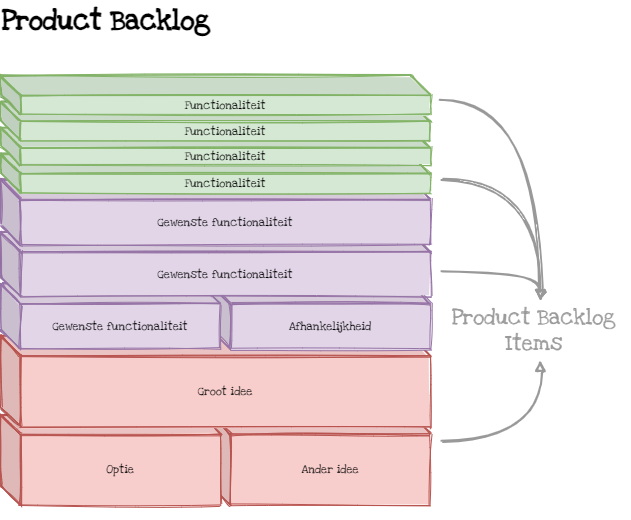 Product Backlog
Functionaliteit
Functionaliteit
Functionaliteit
Functionaliteit
Gewenste functionaliteit
Gewenste functionaliteit
Gewenste functionaliteit
Afhankelijkheid
Product Backlog
Items
Groot idee
Optie
Ander idee